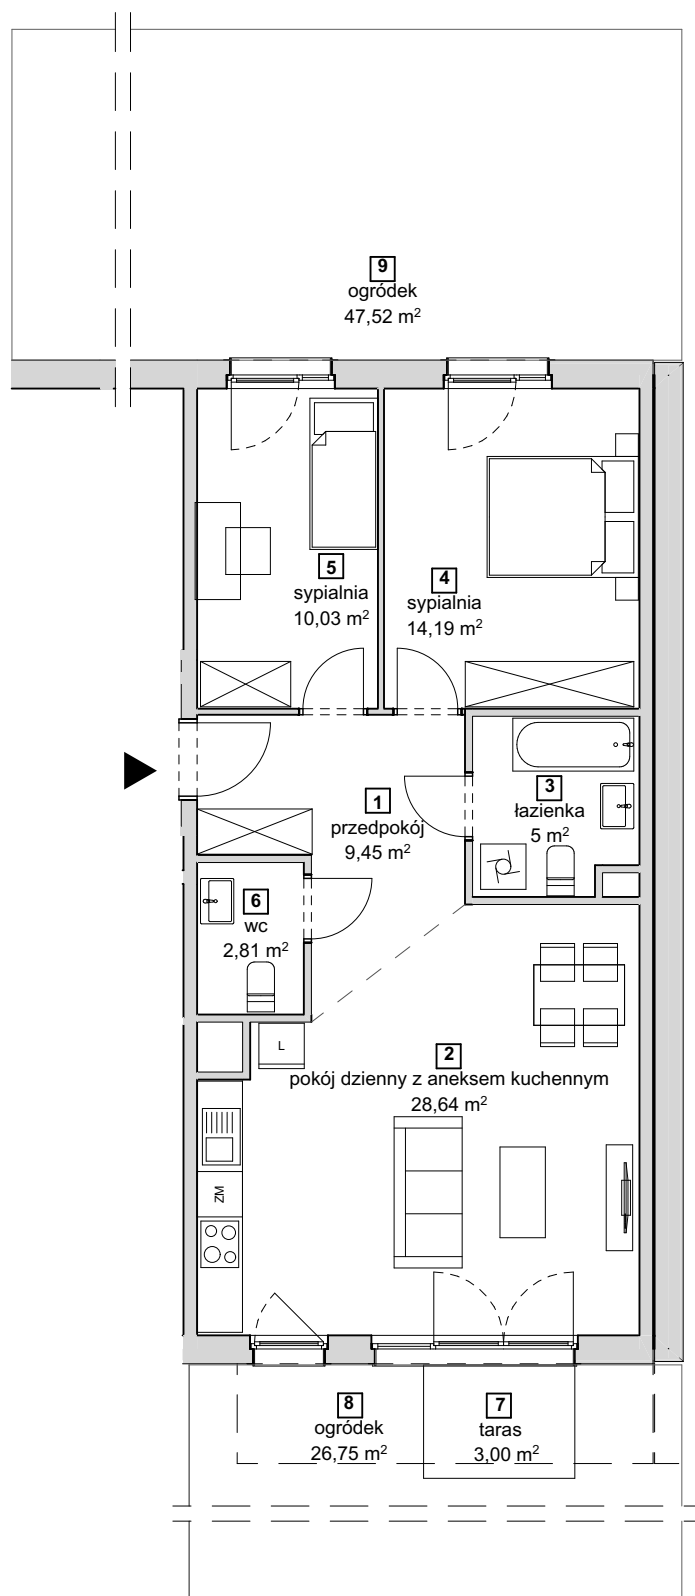 9
ogródek
47,52 m²
5
sypialnia
10,03 m²
4
sypialnia
14,19 m²
3
łazienka
5 m²
1
przedpokój
9,45 m²
6
wc
2,81 m²
L
2
pokój dzienny z aneksem kuchennym
28,64 m²
ZM
8
ogródek
26,75 m²
7
taras
3,00 m²